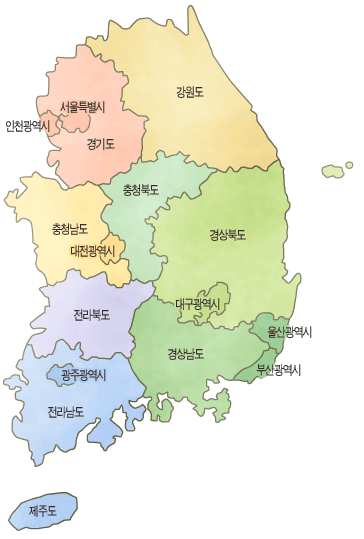 강원도
서울특별시
인천광역시
경기도
충청북도
충청남도
경상북도
대전광역시
대구광역시
전라북도
울산광역시
경상남도
부산광역시
광주광역시
전라남도
제주도